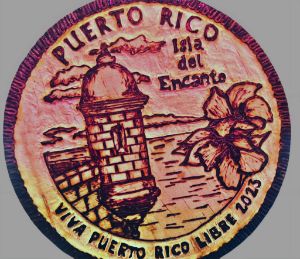 PUERTO RICO
Isla
del
Encanto
VIVA PUERTO RICO LIBRE 2023